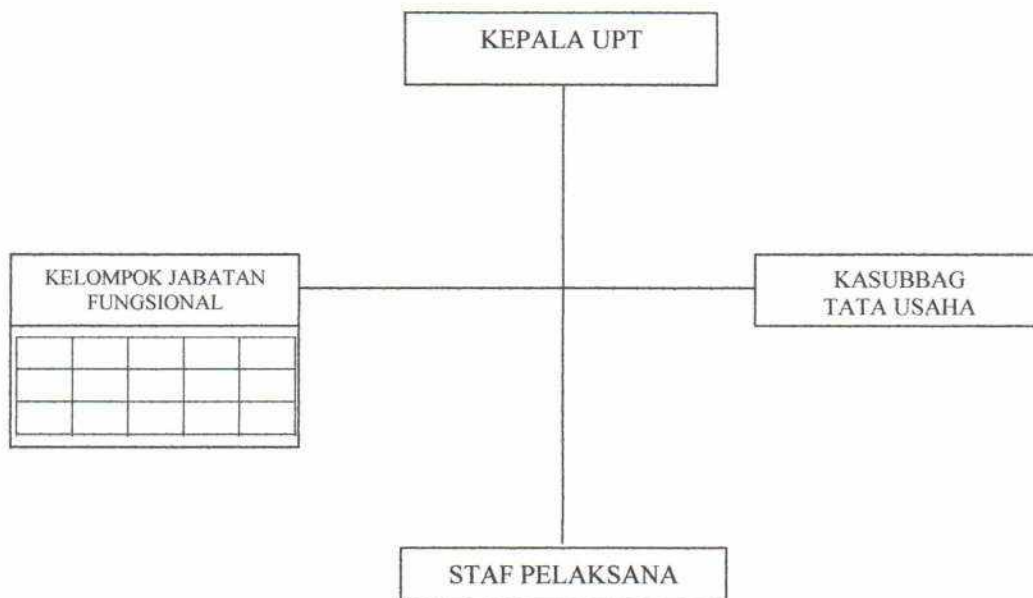 KEPALA UPT
KELOMPOK JABATAN
FUNGSIONAL
KASUBBAG
TATA USAHA
STAF PELAKSANA